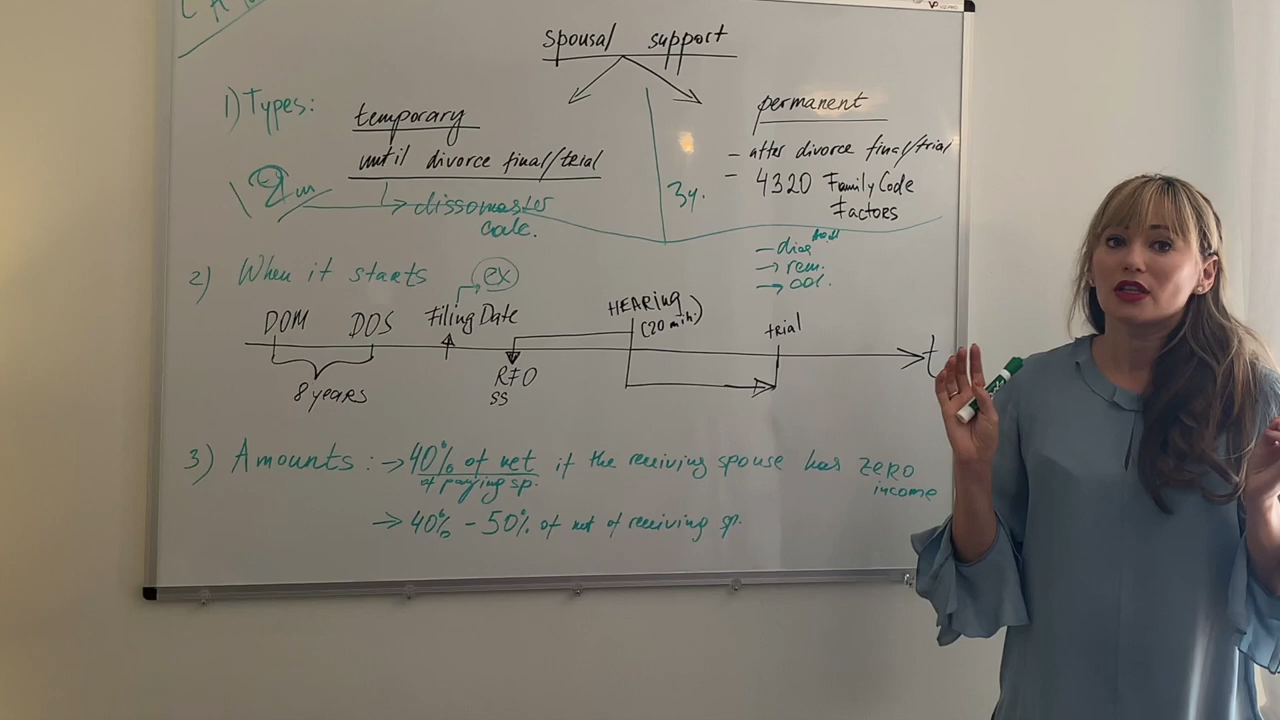 spousal support
1) Types:
temporary
until divorce final/trial
dissomaster
calc.
3y.
permanent
- after divorce final/trial
- 4320 Family Code
Factors
→ rem.
2) When it starts
ex
DOM
DOS
Filing Date
HEARING
(20 min.)
trial
t
8 years
RFO
SS
3) Amounts: → 40% of net if the receiving spouse has ZERO
of paying sp.
income
→ 40% - 50% of net of receiving sp.